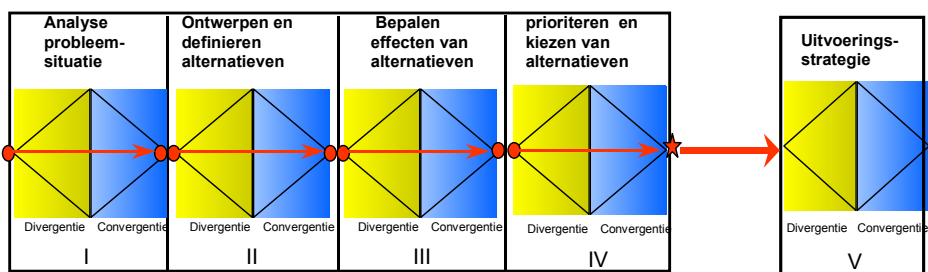 Analyse
probleem-
situatie
Ontwerpen en
definieren
alternatieven
Bepalen
effecten van
alternatieven
prioriteren en
kiezen van
alternatieven
Uitvoerings-
strategie
Divergentie Convergentie
Divergentie Convergentie
Divergentie Convergentie
Divergentie Convergentie
Divergentie Convergentie
I
II
III
IV
V